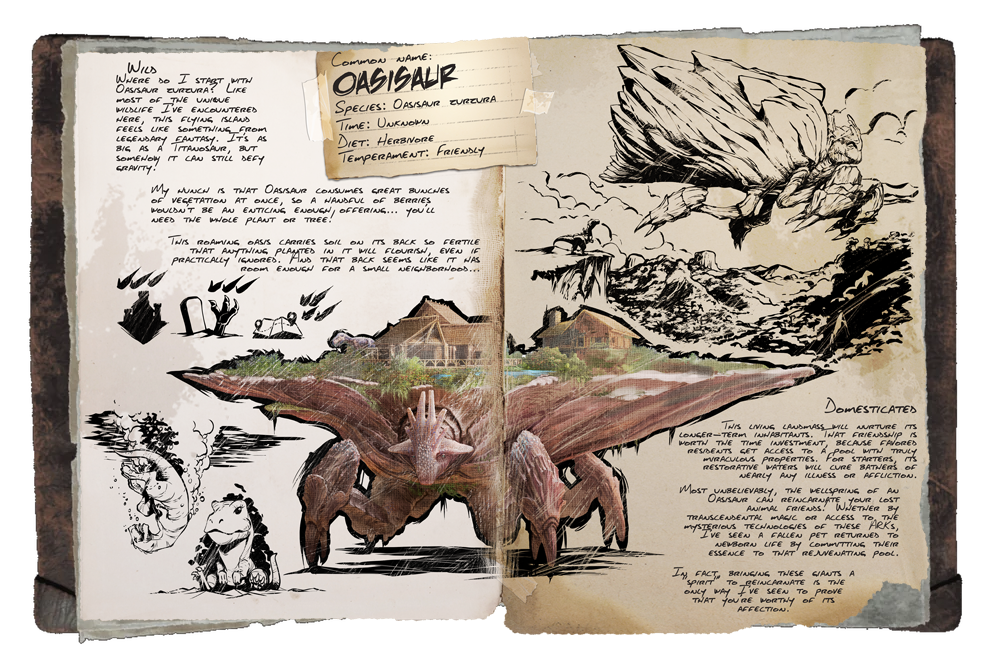 Wild
Where do I start with
Oasisaur zurzura? Like
most of the unique
wildlife I've encountered
here, this flying island
feels like something from
legendary fantasy. It's as
big as a Titanosaur, but
somehow it can still defy
gravity!
My hunch is that Oasisaur consumes great bunches
of vegetation at once, so a handful of berries
wouldn't be an enticing enough offering... you'll
need the whole plant or tree!
This roaming oasis carries soil on its back so fertile
that anything planted in it will flourish, even if
practically ignored. And that back seems like it has
room enough for a small neighborhood...
Common name:
Oasisaur
Species: Oasisaur zurzura
Time: Unknown
Diet: Herbivore
Temperament: Friendly
Domesticated
This living landmass will nurture its
longer-term inhabitants. That friendship is
worth the time investment, because favored
residents get access to a pool with truly
miraculous properties. For starters, its
restorative waters will cure bathers of
nearly any illness or affliction.
Most unbelievably, the wellspring of an
Oasisaur can reincarnate your lost
animal friends. Whether by
transcendental magic or access to the
mysterious technologies of these ARKs,
I've seen a fallen pet returned to
newborn life by committing their
essence to that rejuvenating pool.
In fact, bringing these giants a
"spirit" to reincarnate is the
only way I've seen to prove
that you're worthy of its
affection.